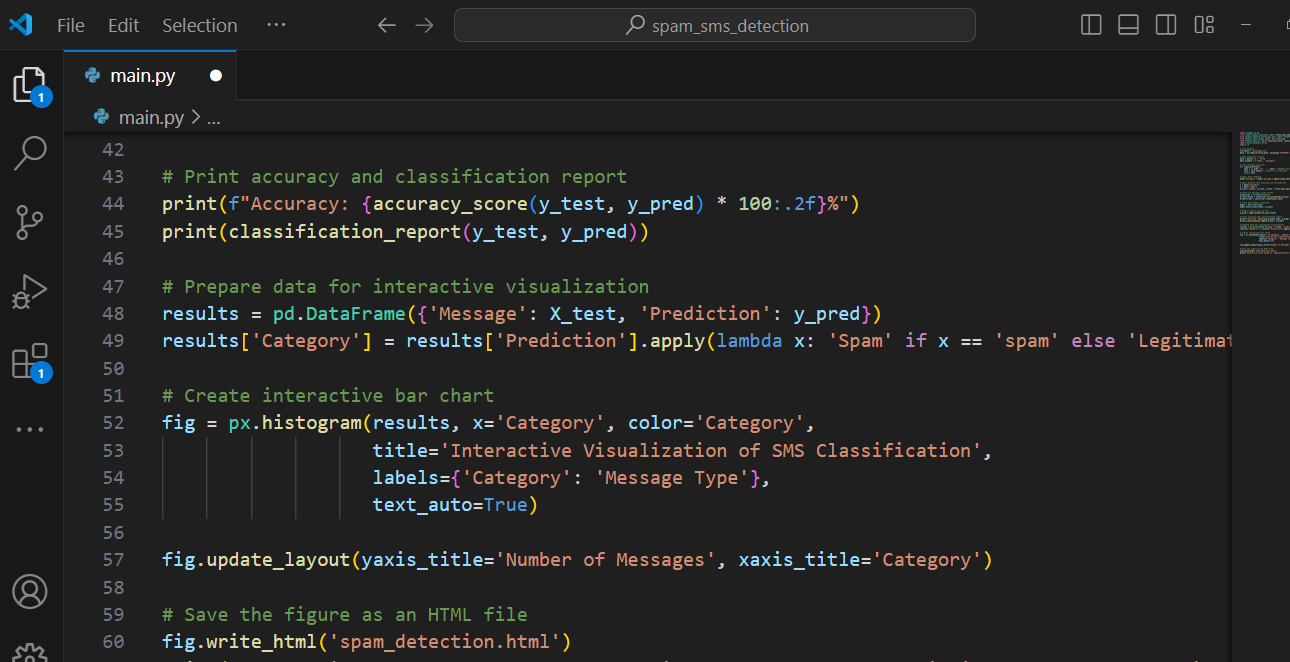 File Edit Selection ··· spam_sms_detection
main.py
main.py > ...
1
42
43 # Print accuracy and classification report
44 print(f"Accuracy: {accuracy_score(y_test, y_pred) * 100:.2f}%")
45 print(classification_report(y_test, y_pred))
46
47 # Prepare data for interactive visualization
48 results = pd.DataFrame({'Message': X_test, 'Prediction': y_pred})
49 results['Category'] = results['Prediction'].apply(lambda x: 'Spam' if x == 'spam' else 'Legitimat
50
1
51 # Create interactive bar chart
52 fig = px.histogram(results, x='Category', color='Category',
53 title='Interactive Visualization of SMS Classification',
54 labels={'Category': 'Message Type'},
55 text_auto=True)
56
57 fig.update_layout(yaxis_title='Number of Messages', xaxis_title='Category')
58
59 # Save the figure as an HTML file
60 fig.write_html('spam_detection.html')